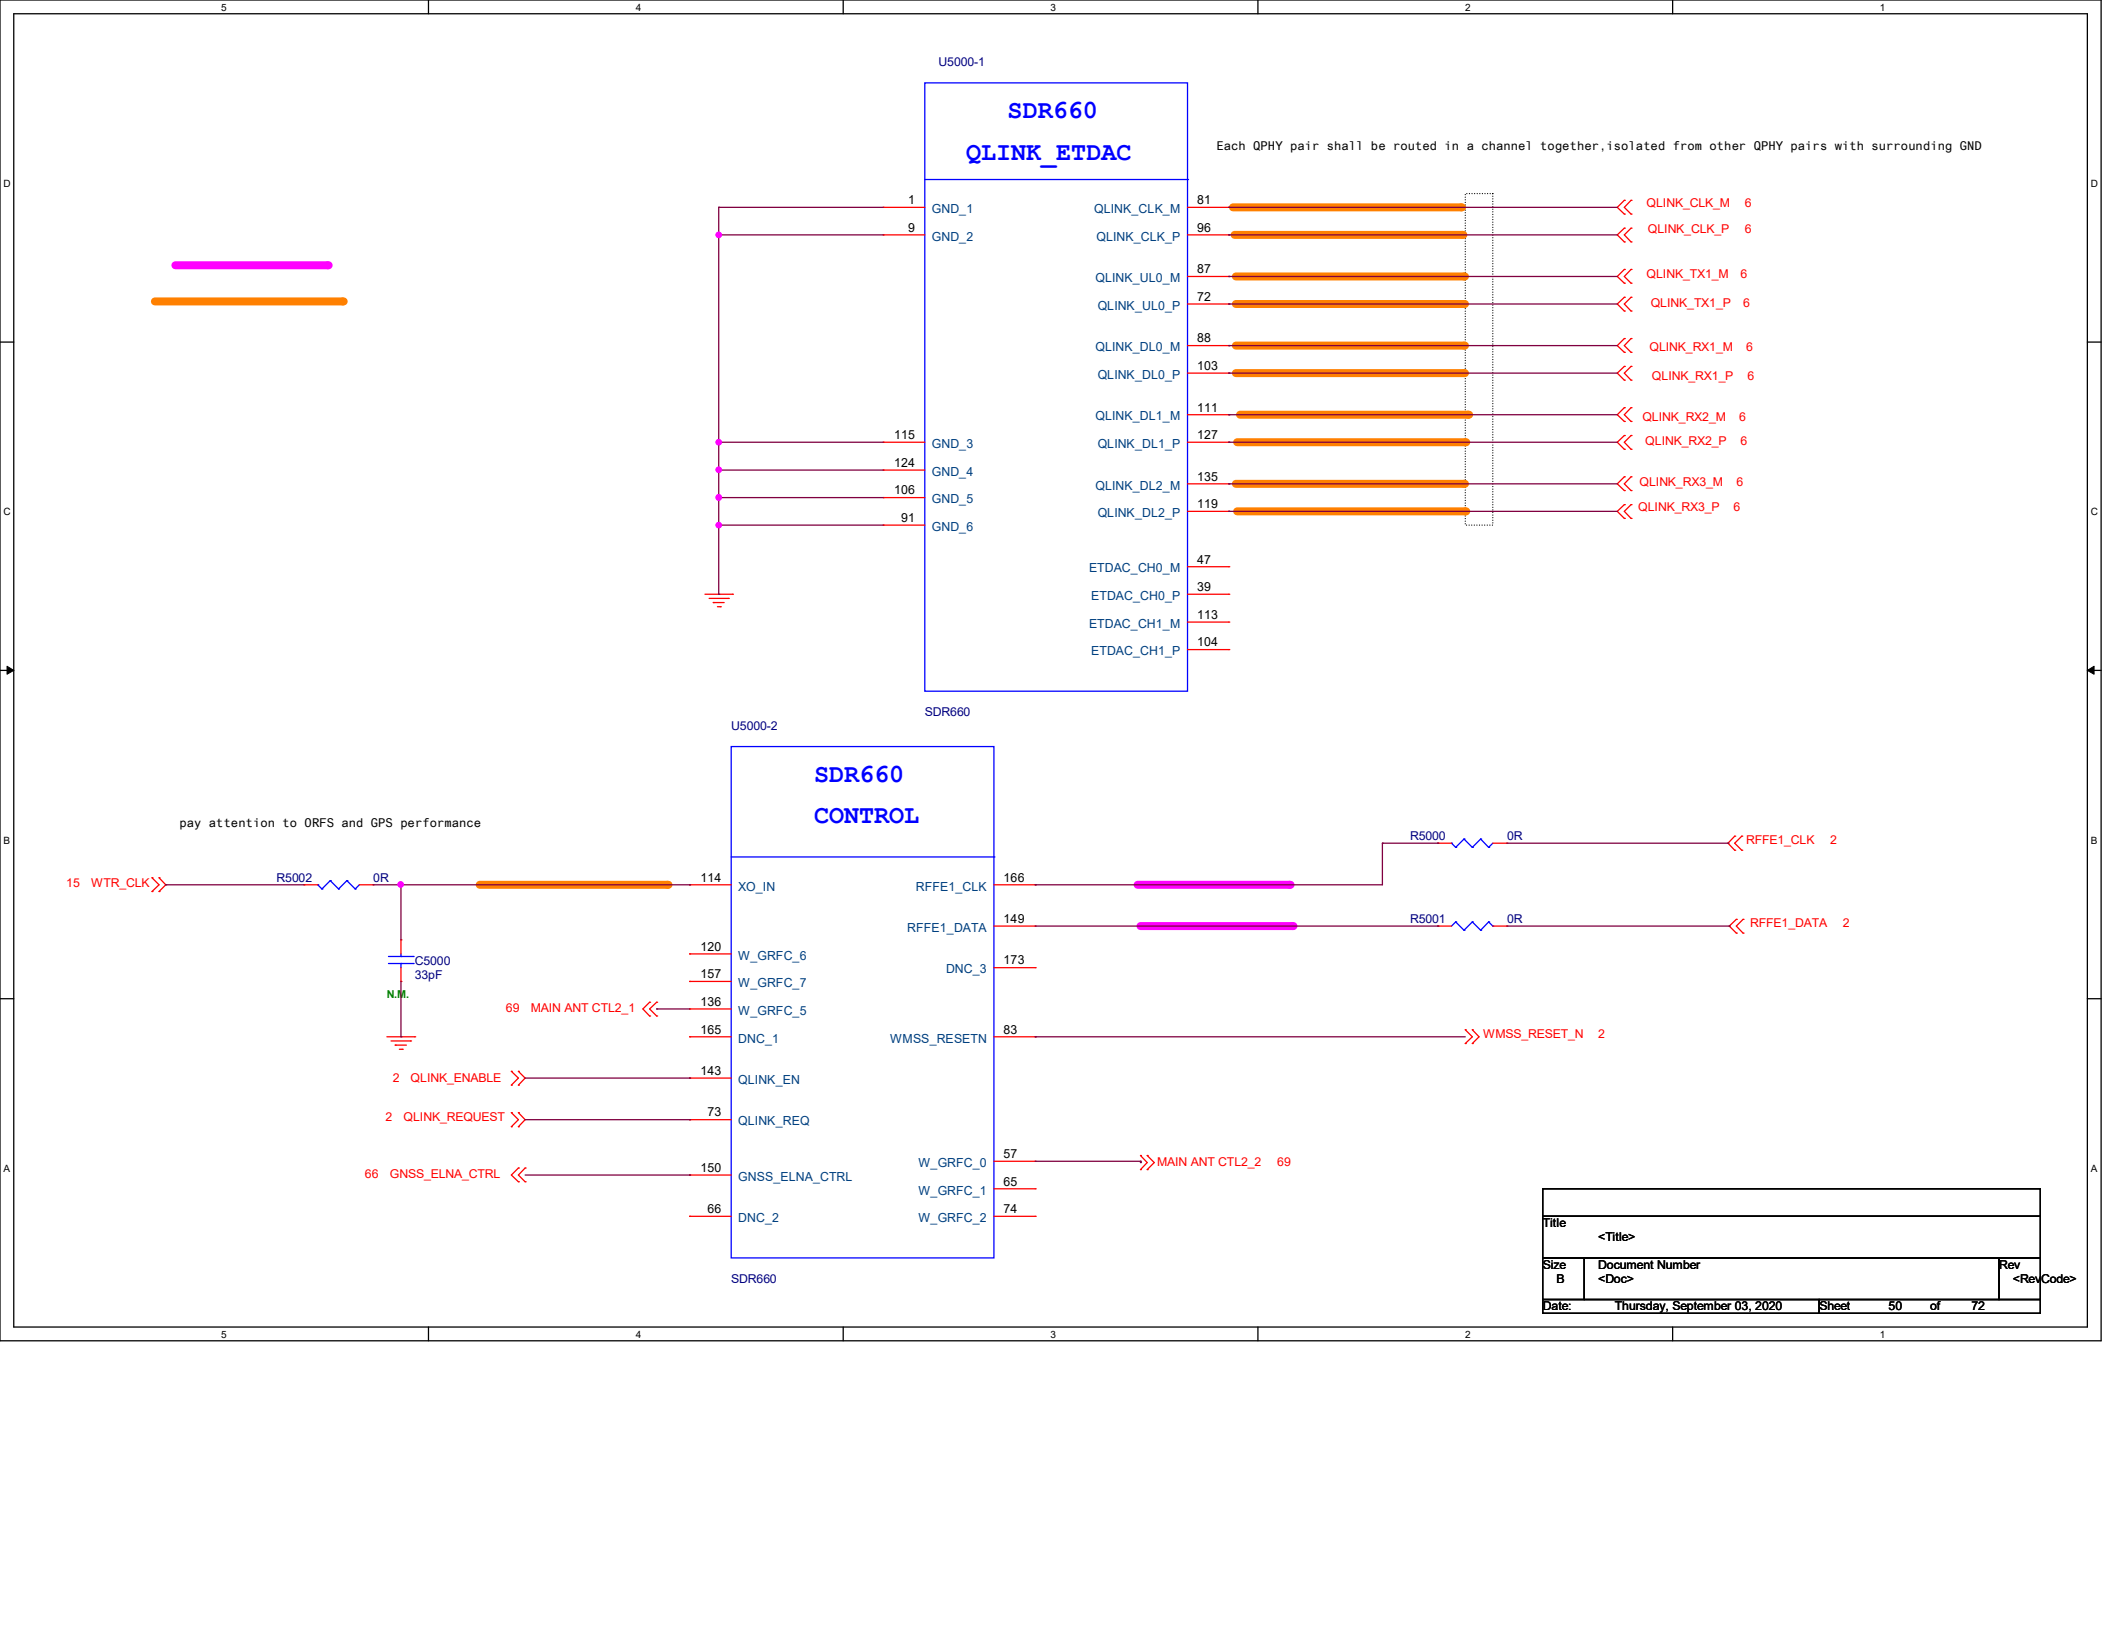 5 4 3 2 1
U5000-1
SDR660
QLINK_ETDAC
Each QPHY pair shall be routed in a channel together,isolated from other QPHY pairs with surrounding GND
D D
1 GND_1 QLINK_CLK_M 81 QLINK_CLK_M 6
9 GND_2 QLINK_CLK_P 96 QLINK_CLK_P 6
QLINK_UL0_M 87 QLINK_TX1_M 6
QLINK_UL0_P 72 QLINK_TX1_P 6
QLINK_DL0_M 88 QLINK_RX1_M 6
QLINK_DL0_P 103 QLINK_RX1_P 6
QLINK_DL1_M 111 QLINK_RX2_M 6
115 GND_3 QLINK_DL1_P 127 QLINK_RX2_P 6
124 GND_4 QLINK_DL2_M 135 QLINK_RX3_M 6
106 GND_5 QLINK_DL2_P 119 QLINK_RX3_P 6
C C
91 GND_6
ETDAC_CH0_M 47
ETDAC_CH0_P 39
ETDAC_CH1_M 113
ETDAC_CH1_P 104
SDR660
U5000-2
SDR660
CONTROL
pay attention to ORFS and GPS performance
B B
R5000 0R RFFE1_CLK 2
15 WTR_CLK R5002 0R 114 XO_IN RFFE1_CLK 166
RFFE1_DATA 149 R5001 0R RFFE1_DATA 2
120 W_GRFC_6 DNC_3 173
C5000
33pF
N.M.
157 W_GRFC_7
69 MAIN ANT CTL2_1 136 W_GRFC_5
165 DNC_1 WMSS_RESETN 83 WMSS_RESET_N 2
2 QLINK_ENABLE 143 QLINK_EN
2 QLINK_REQUEST 73 QLINK_REQ
A A
66 GNSS_ELNA_CTRL 150 GNSS_ELNA_CTRL W_GRFC_0 57 MAIN ANT CTL2_2 69
W_GRFC_1 65
66 DNC_2 W_GRFC_2 74
SDR660
Title
<Title>
Size Document Number Rev
B <Doc> <RevCode>
Date: Thursday, September 03, 2020 Sheet 50 of 72
5 4 3 2 1